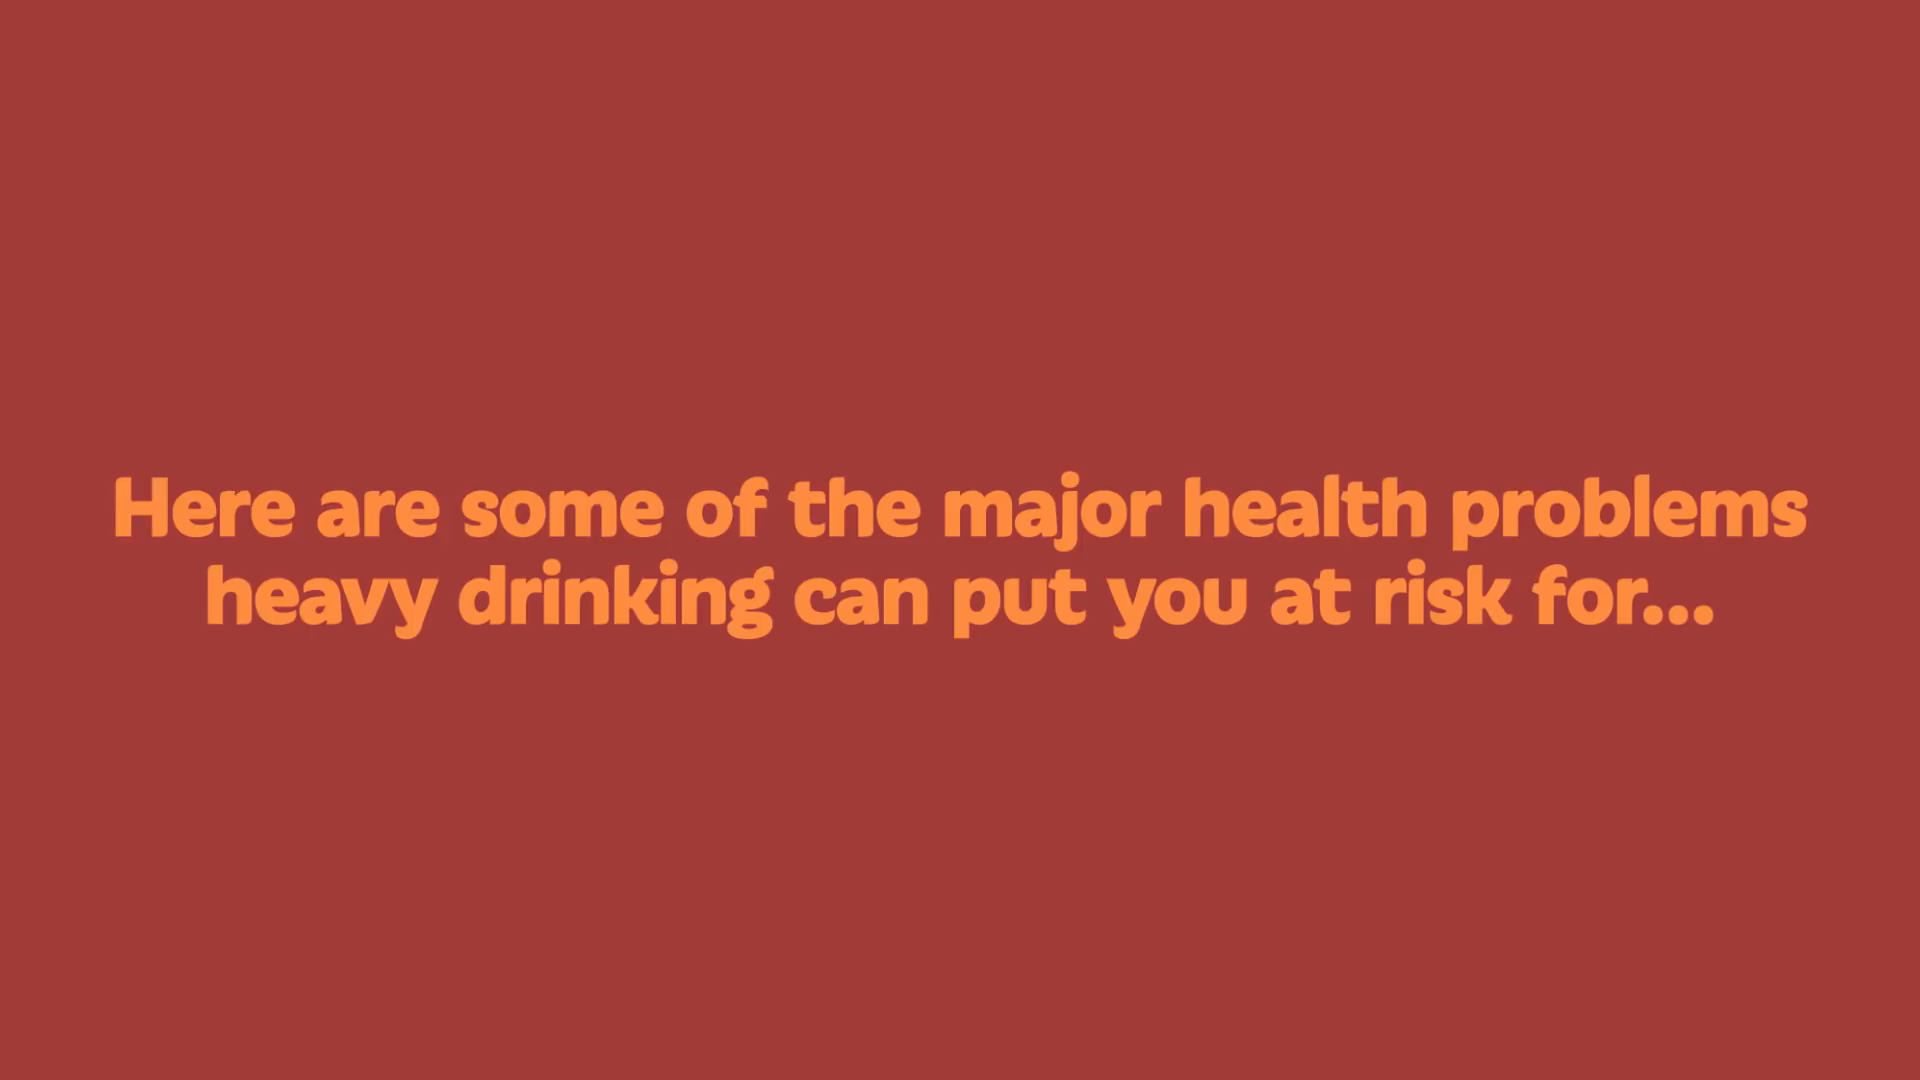 Here are some of the major health problems
heavy drinking can put you at risk for...